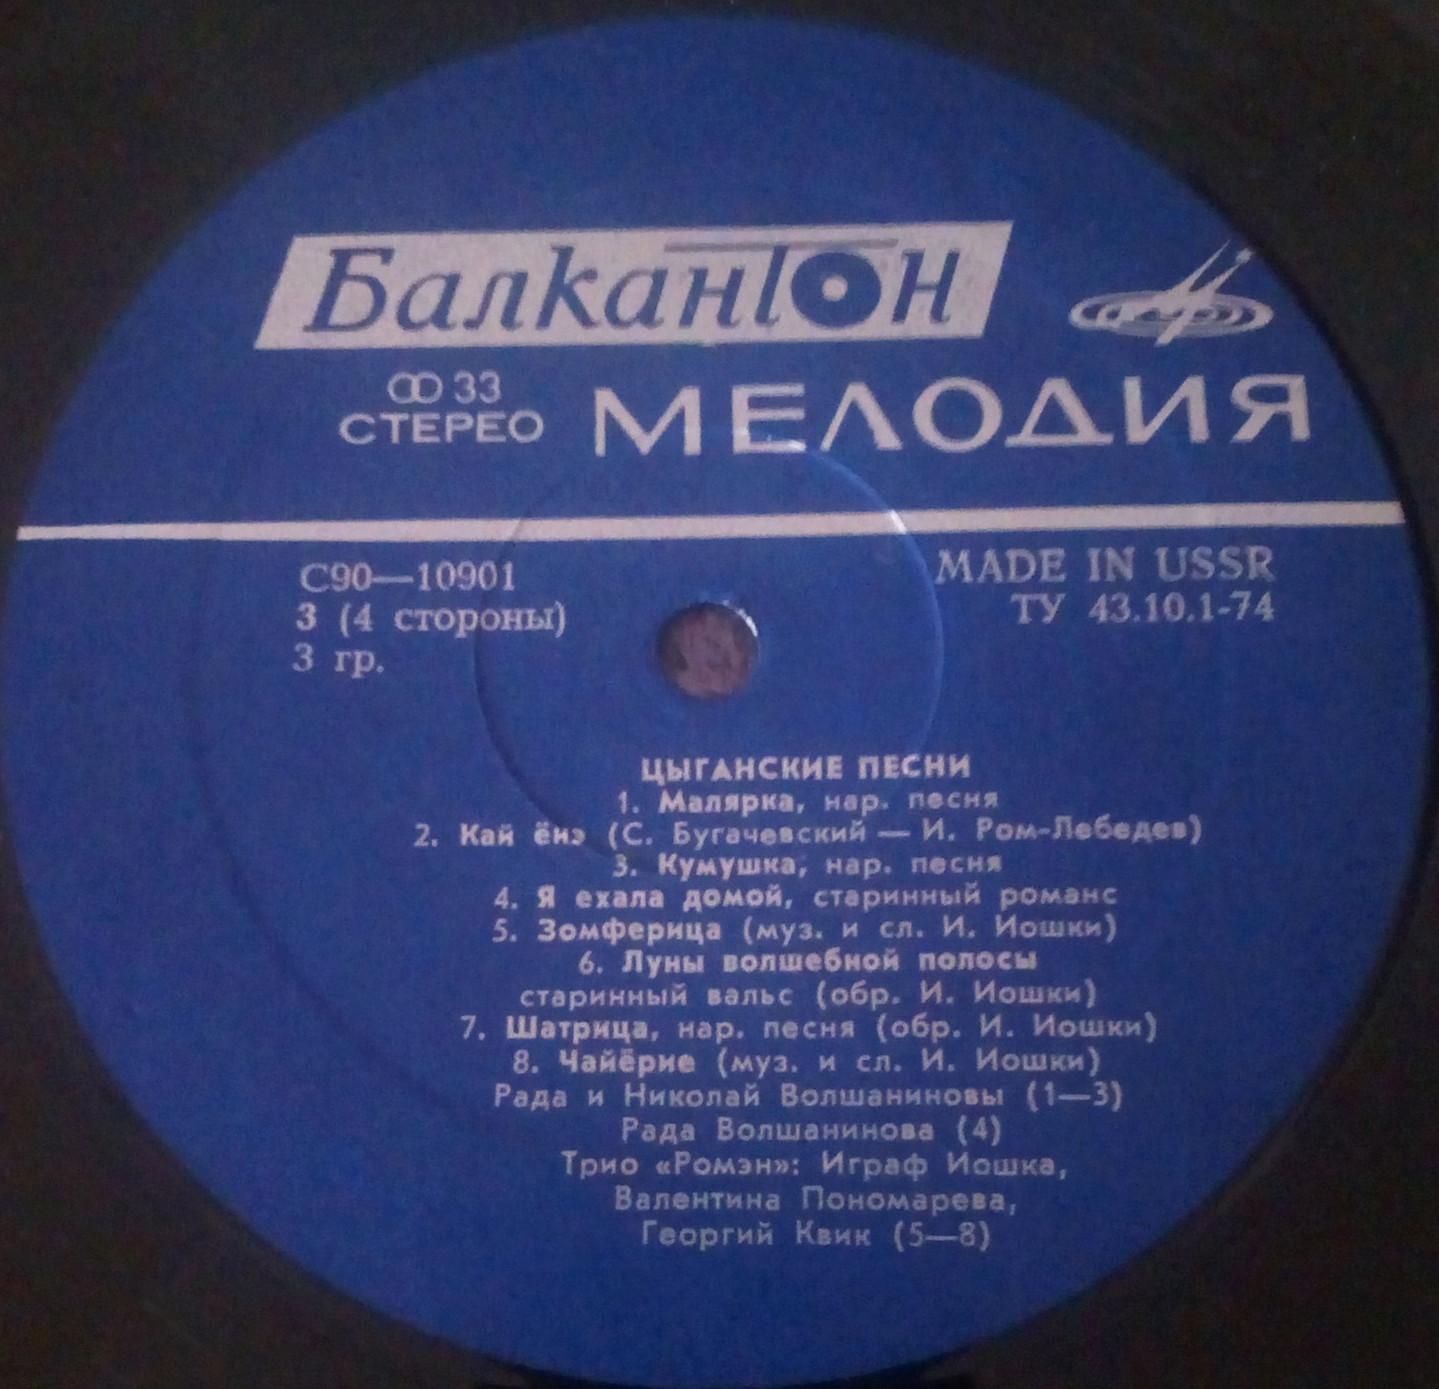 Балкантон
Ꝏ 33
СТЕРЕО
МЕЛОДИЯ
С90—10901
3 (4 стороны)
3 гр.
MADE IN USSR
ТУ 43.10.1-74
ЦЫГАНСКИЕ ПЕСНИ
1. Малярка, нар. песня
2. Кай ёнэ (С. Бугачевский — И. Ром-Лебедев)
3. Кумушка, нар. песня
4. Я ехала домой, старинный романс
5. Зомферица (муз. и сл. И. Иошки)
6. Луны волшебной полосы
старинный вальс (обр. И. Иошки)
7. Шатрица, нар. песня (обр. И. Иошки)
8. Чайёрие (муз. и сл. И. Иошки)
Рада и Николай Волшаниновы (1—3)
Рада Волшанинова (4)
Трио «Ромэн»: Играф Иошка,
Валентина Пономарева,
Георгий Квик (5—8)